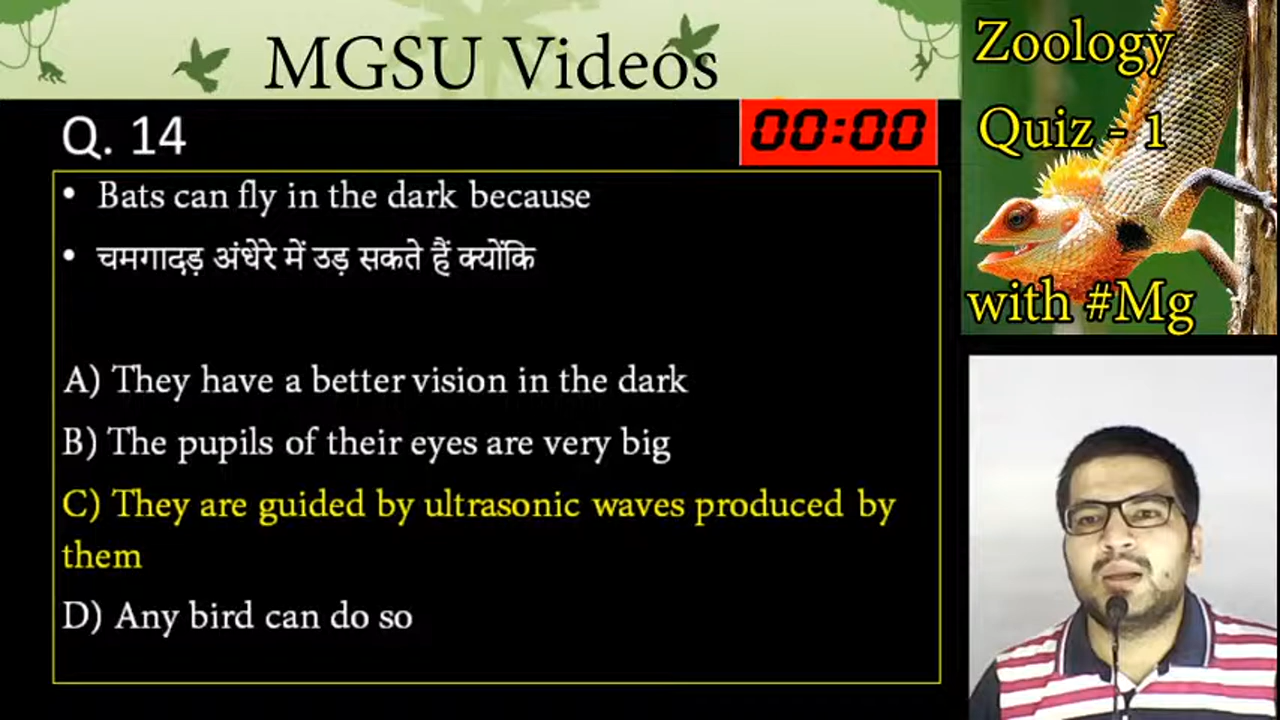 MGSU Videos
Zoology
Quiz - 1
with #Mg
Q. 14
00:00
• Bats can fly in the dark because
• चमगादड़ अंधेरे में उड़ सकते हैं क्योंकि
A) They have a better vision in the dark
B) The pupils of their eyes are very big
C) They are guided by ultrasonic waves produced by
them
D) Any bird can do so